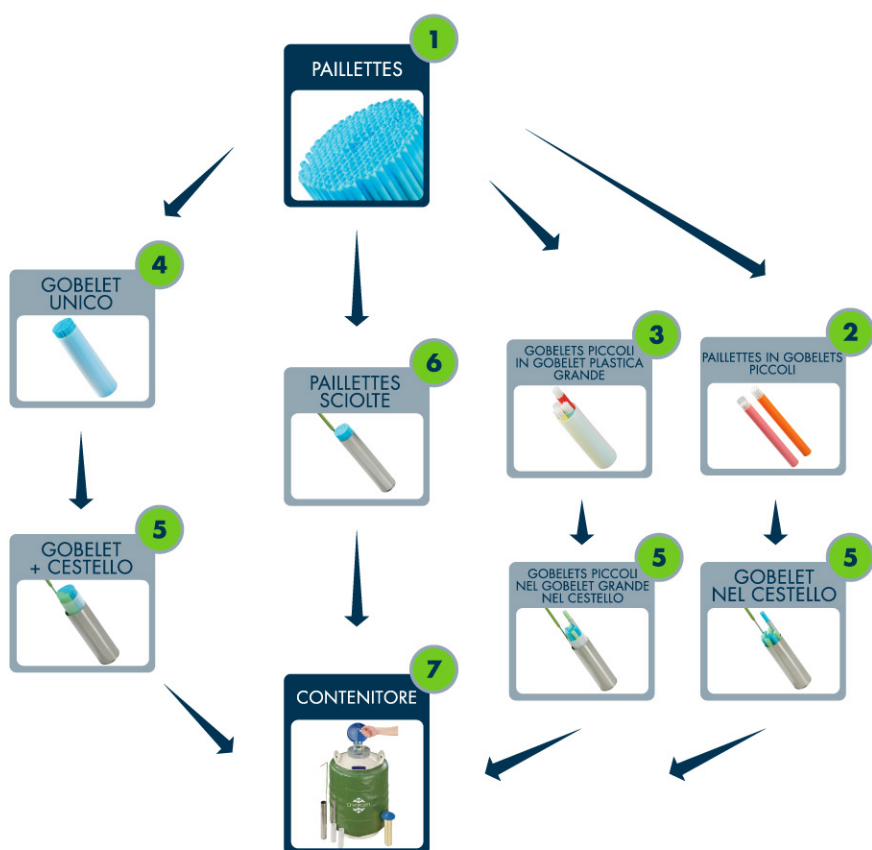 1
PAILLETTES
4
GOBELET
UNICO
6
PAILLETTES
SCIOLTE
3
GOBELETS PICCOLI
IN GOBELET PLASTICA
GRANDE
2
PAILLETTES IN GOBELETS
PICCOLI
5
GOBELET
+ CESTELLO
5
GOBELETS PICCOLI
NEL GOBELET GRANDE
NEL CESTELLO
5
GOBELET
NEL CESTELLO
7
CONTENITORE